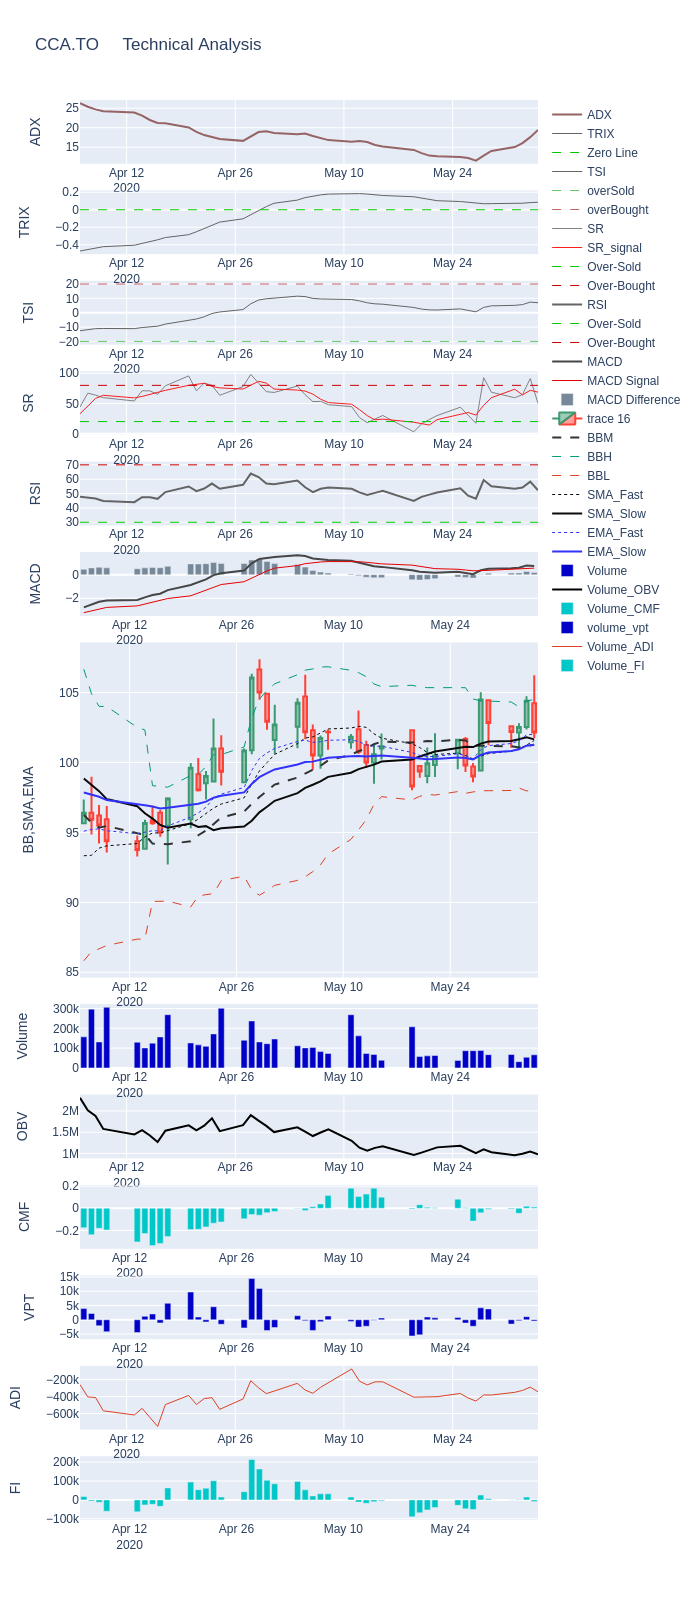 CCA.TO Technical Analysis
ADX
25
20
15
Apr 12
2020
Apr 26
May 10
May 24
TRIX
0.2
0
−0.2
−0.4
Apr 12
2020
Apr 26
May 10
May 24
TSI
20
10
0
−10
−20
Apr 12
2020
Apr 26
May 10
May 24
SR
100
50
0
Apr 12
2020
Apr 26
May 10
May 24
RSI
70
60
50
40
30
Apr 12
2020
Apr 26
May 10
May 24
MACD
0
−2
Apr 12
2020
Apr 26
May 10
May 24
BB,SMA,EMA
105
100
95
90
85
Apr 12
2020
Apr 26
May 10
May 24
Volume
300k
200k
100k
0
Apr 12
2020
Apr 26
May 10
May 24
OBV
2M
1.5M
1M
Apr 12
2020
Apr 26
May 10
May 24
CMF
0.2
0
−0.2
Apr 12
2020
Apr 26
May 10
May 24
VPT
15k
10k
5k
0
−5k
Apr 12
2020
Apr 26
May 10
May 24
ADI
−200k
−400k
−600k
Apr 12
2020
Apr 26
May 10
May 24
FI
200k
100k
0
−100k
Apr 12
2020
Apr 26
May 10
May 24
ADX
TRIX
Zero Line
TSI
overSold
overBought
SR
SR_signal
Over-Sold
Over-Bought
RSI
Over-Sold
Over-Bought
MACD
MACD Signal
MACD Difference
trace 16
BBM
BBH
BBL
SMA_Fast
SMA_Slow
EMA_Fast
EMA_Slow
Volume
Volume_OBV
Volume_CMF
volume_vpt
Volume_ADI
Volume_FI